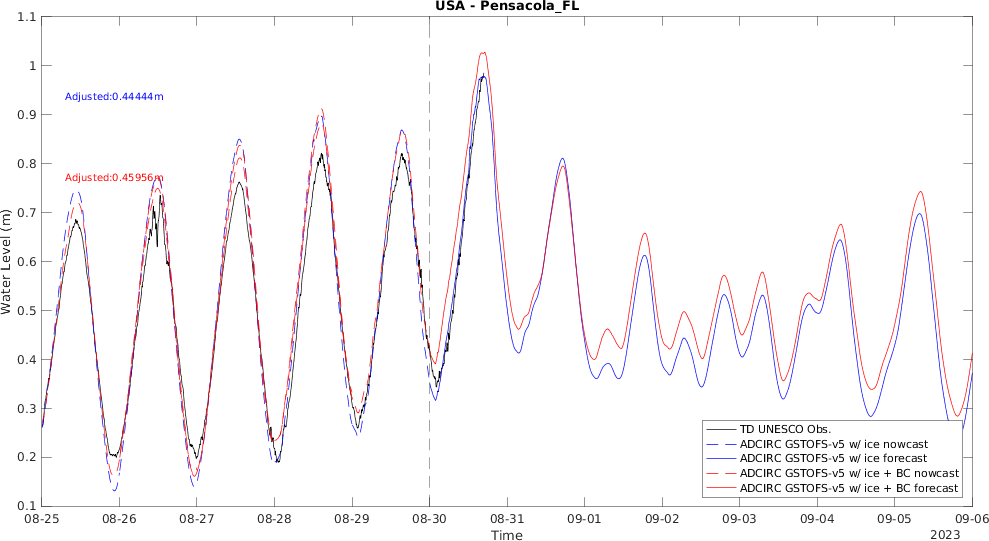 USA - Pensacola_FL
1.1
1
0.9
0.8
0.7
0.6
0.5
0.4
0.3
0.2
0.1
Water Level (m)
Adjusted:0.44444m
Adjusted:0.45956m
TD UNESCO Obs.
ADCIRC GSTOFS-v5 w/ ice nowcast
ADCIRC GSTOFS-v5 w/ ice forecast
ADCIRC GSTOFS-v5 w/ ice + BC nowcast
ADCIRC GSTOFS-v5 w/ ice + BC forecast
08-25 08-26 08-27 08-28 08-29 08-30 08-31 09-01 09-02 09-03 09-04 09-05 09-06
Time
2023